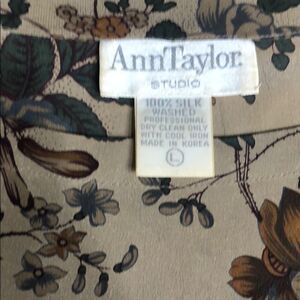 AnnTaylor.
STUDIO
100% SILK
WASHED
PROFESSIONAL
DRY CLEAN ONLY
WITH COOL IRON
MADE IN KOREA
L